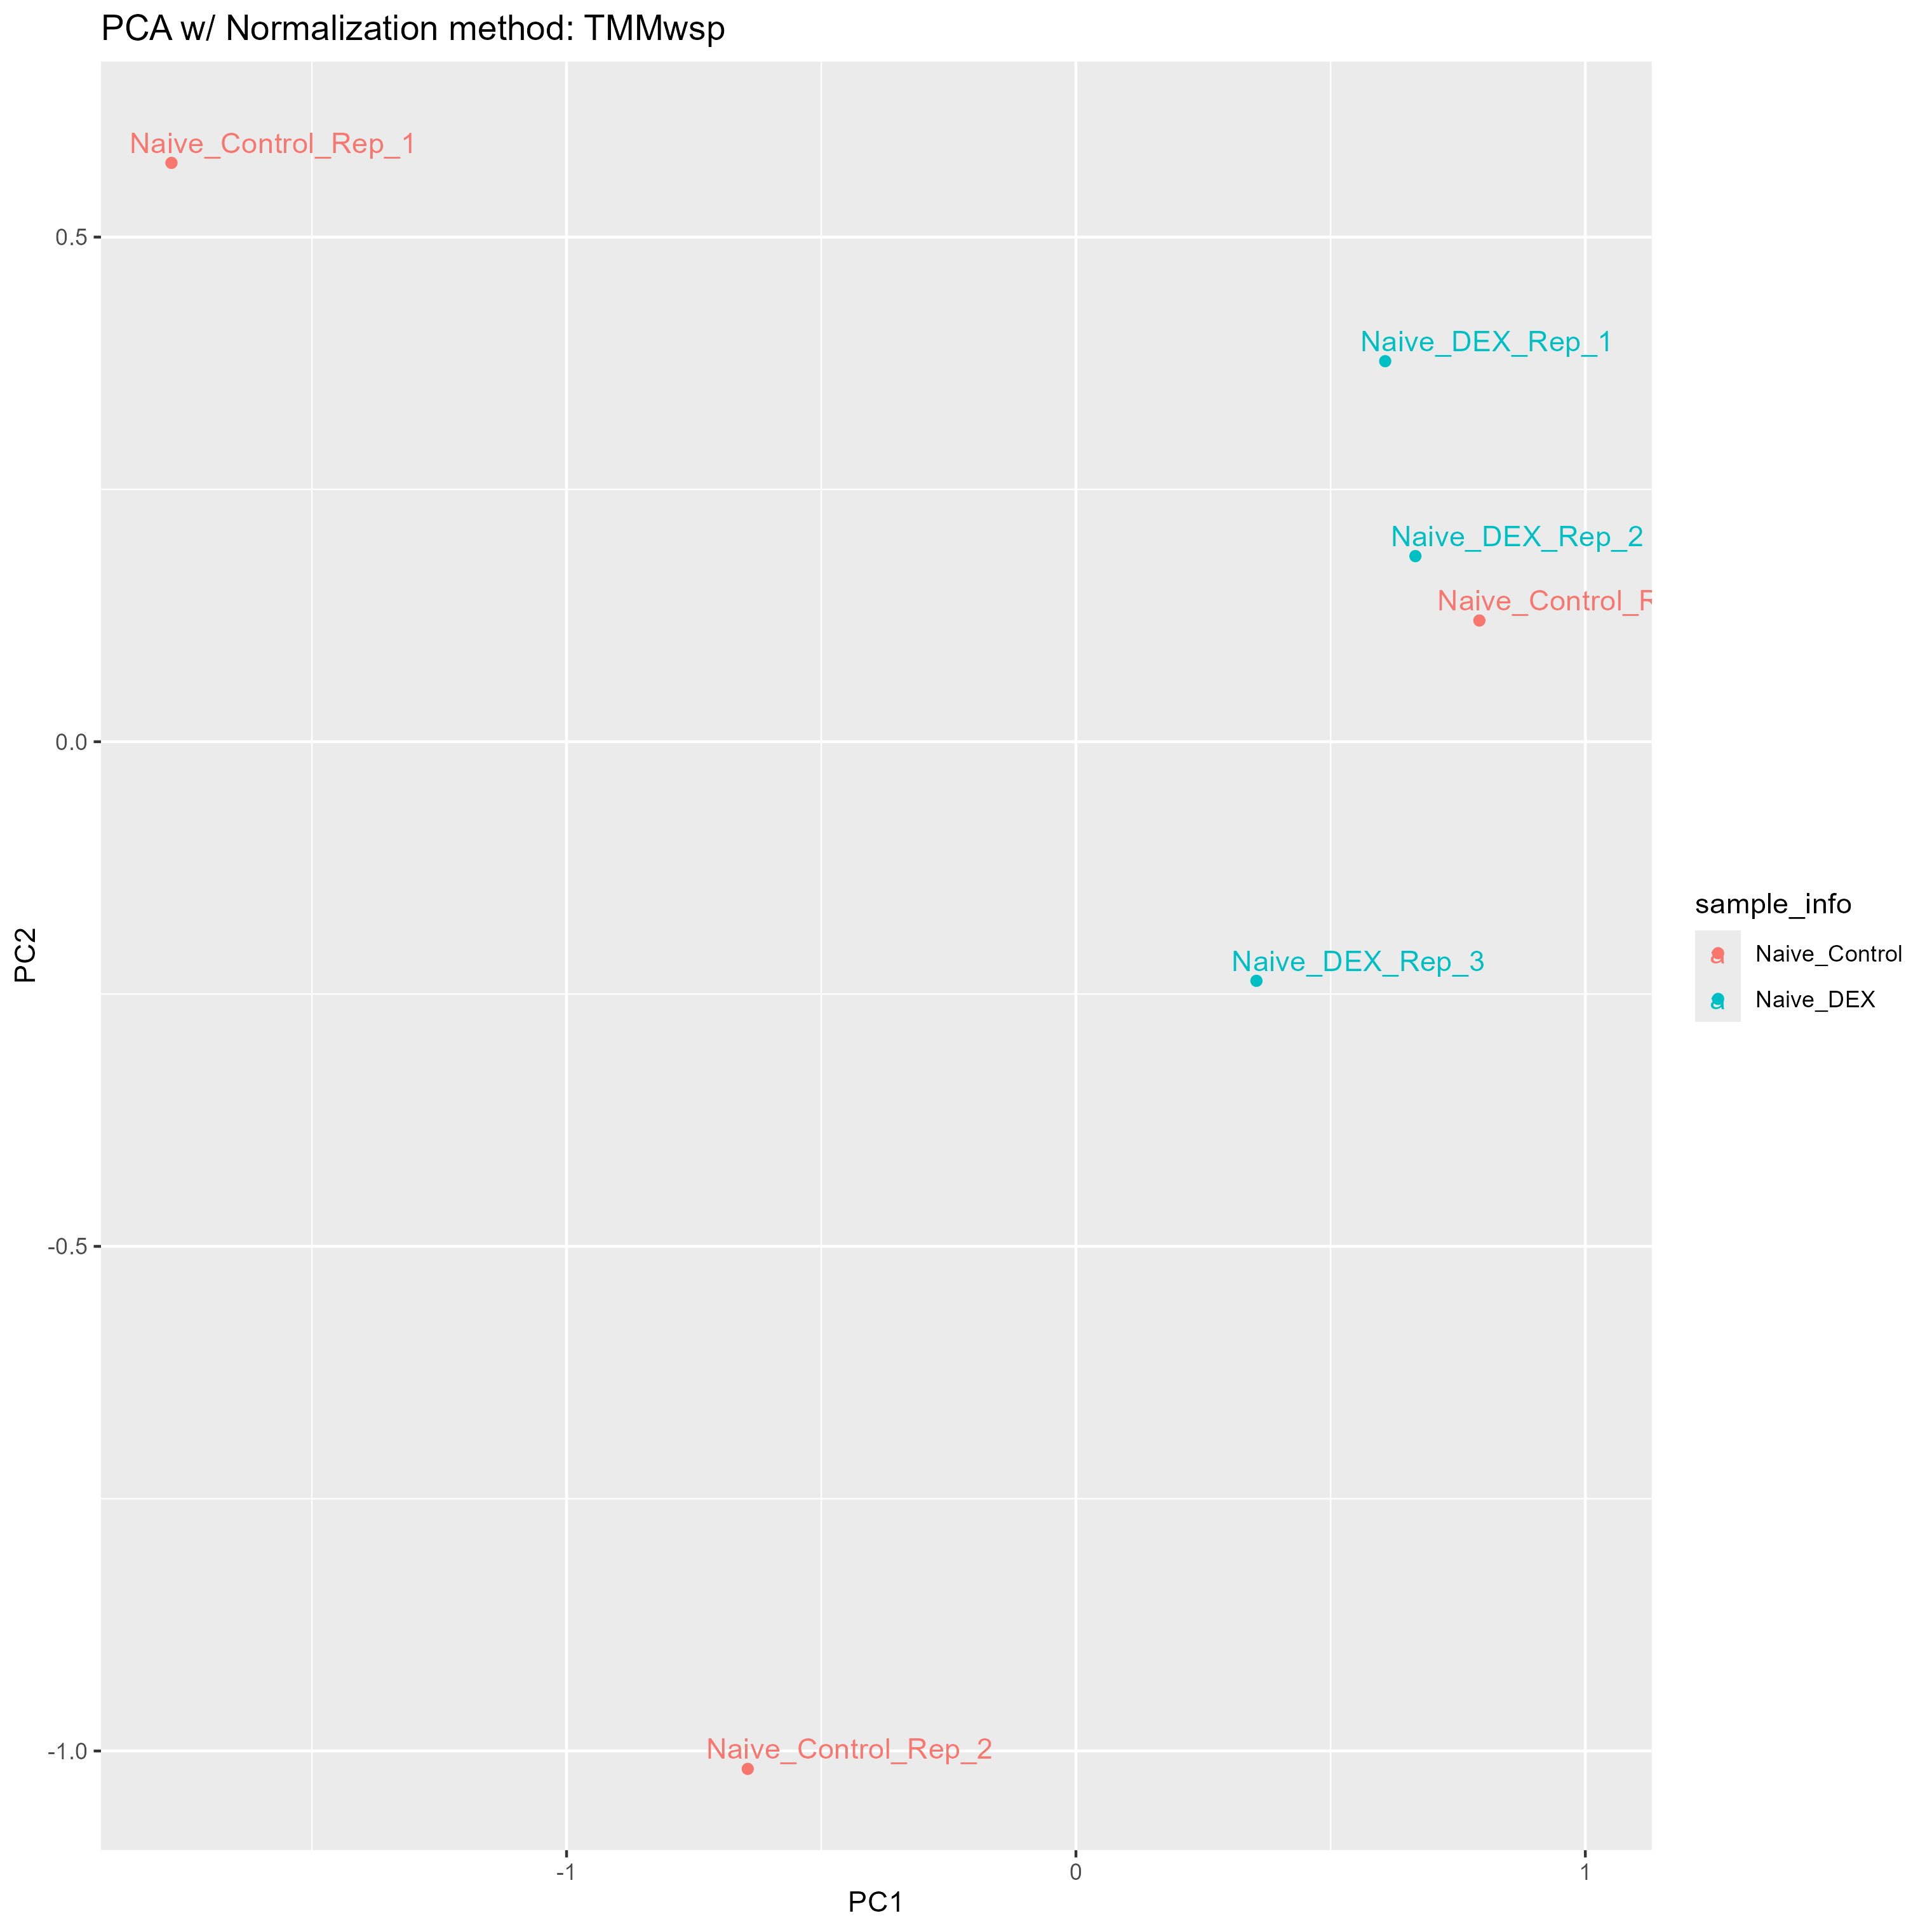 PCA w/ Normalization method: TMMwsp
Naive_Control_Rep_1
0.5
Naive_DEX_Rep_1
Naive_DEX_Rep_2
Naive_Control_R
0.0
sample_info
PC2
a Naive_Control
Naive_DEX_Rep_3
a Naive_DEX
-0.5
Naive_Control_Rep_2
-1.0
-1
0
1
PC1